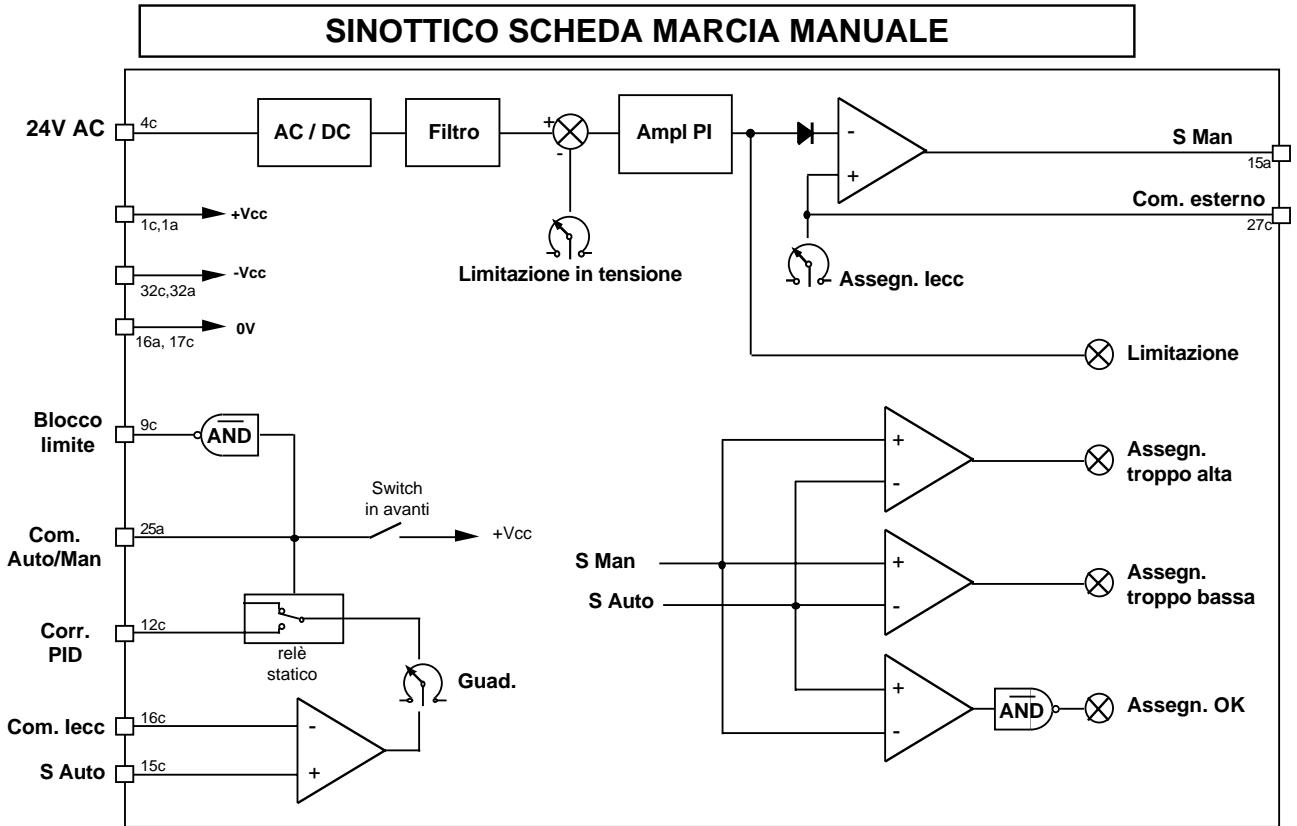 SINOTTICO SCHEDA MARCIA MANUALE
24V AC
4c
AC / DC
Filtro
+
-
Ampl PI
-
+
S Man
15a
Com. esterno
27c
1c,1a
+Vcc
32c,32a
-Vcc
16a, 17c
0V
Limitazione in tensione
Assegn. Iecc
Limitazione
Blocco
limite
9c
AND
Switch
in avanti
Com.
Auto/Man
25a
+Vcc
Corr.
PID
12c
relè
statico
Guad.
Com. Iecc
16c
S Auto
15c
-
+
S Man
S Auto
+
-
Assegn.
troppo alta
+
-
Assegn.
troppo bassa
+
-
AND
Assegn. OK